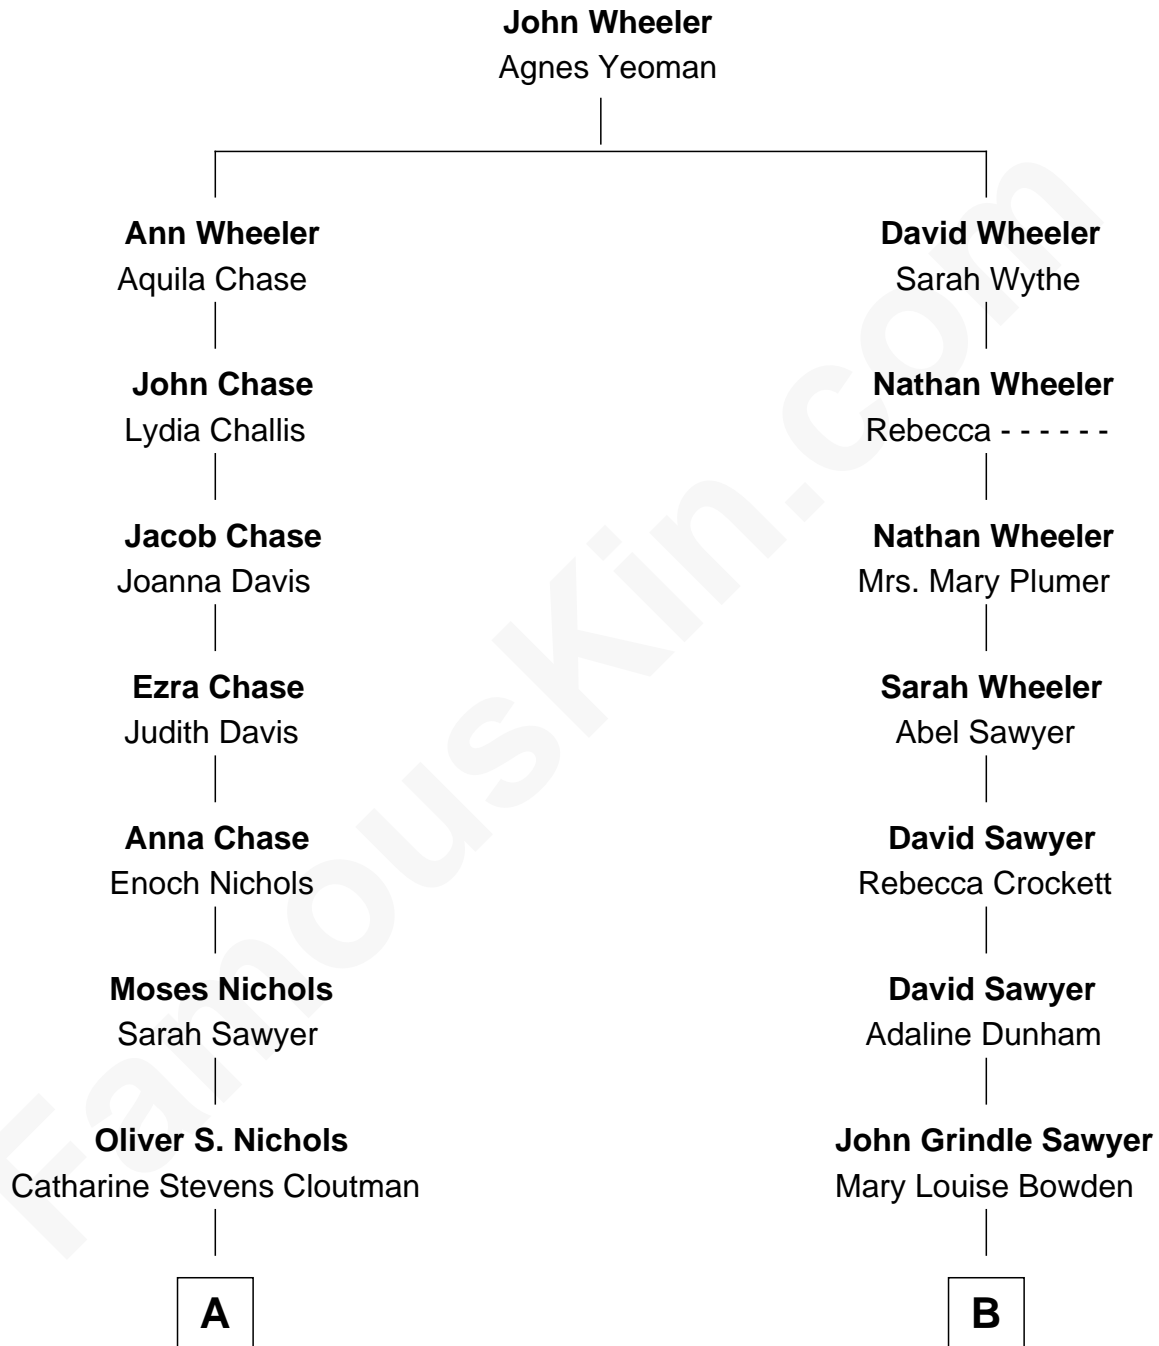 John Wheeler
Agnes Yeoman
Ann Wheeler
Aquila Chase
David Wheeler
Sarah Wythe
John Chase
Lydia Challis
Nathan Wheeler
Rebecca - - - - - -
Jacob Chase
Joanna Davis
Nathan Wheeler
Mrs. Mary Plumer
Ezra Chase
Judith Davis
Sarah Wheeler
Abel Sawyer
Anna Chase
Enoch Nichols
David Sawyer
Rebecca Crockett
Moses Nichols
Sarah Sawyer
David Sawyer
Adaline Dunham
Oliver S. Nichols
Catharine Stevens Cloutman
John Grindle Sawyer
Mary Louise Bowden
A
B
FamousKin.com